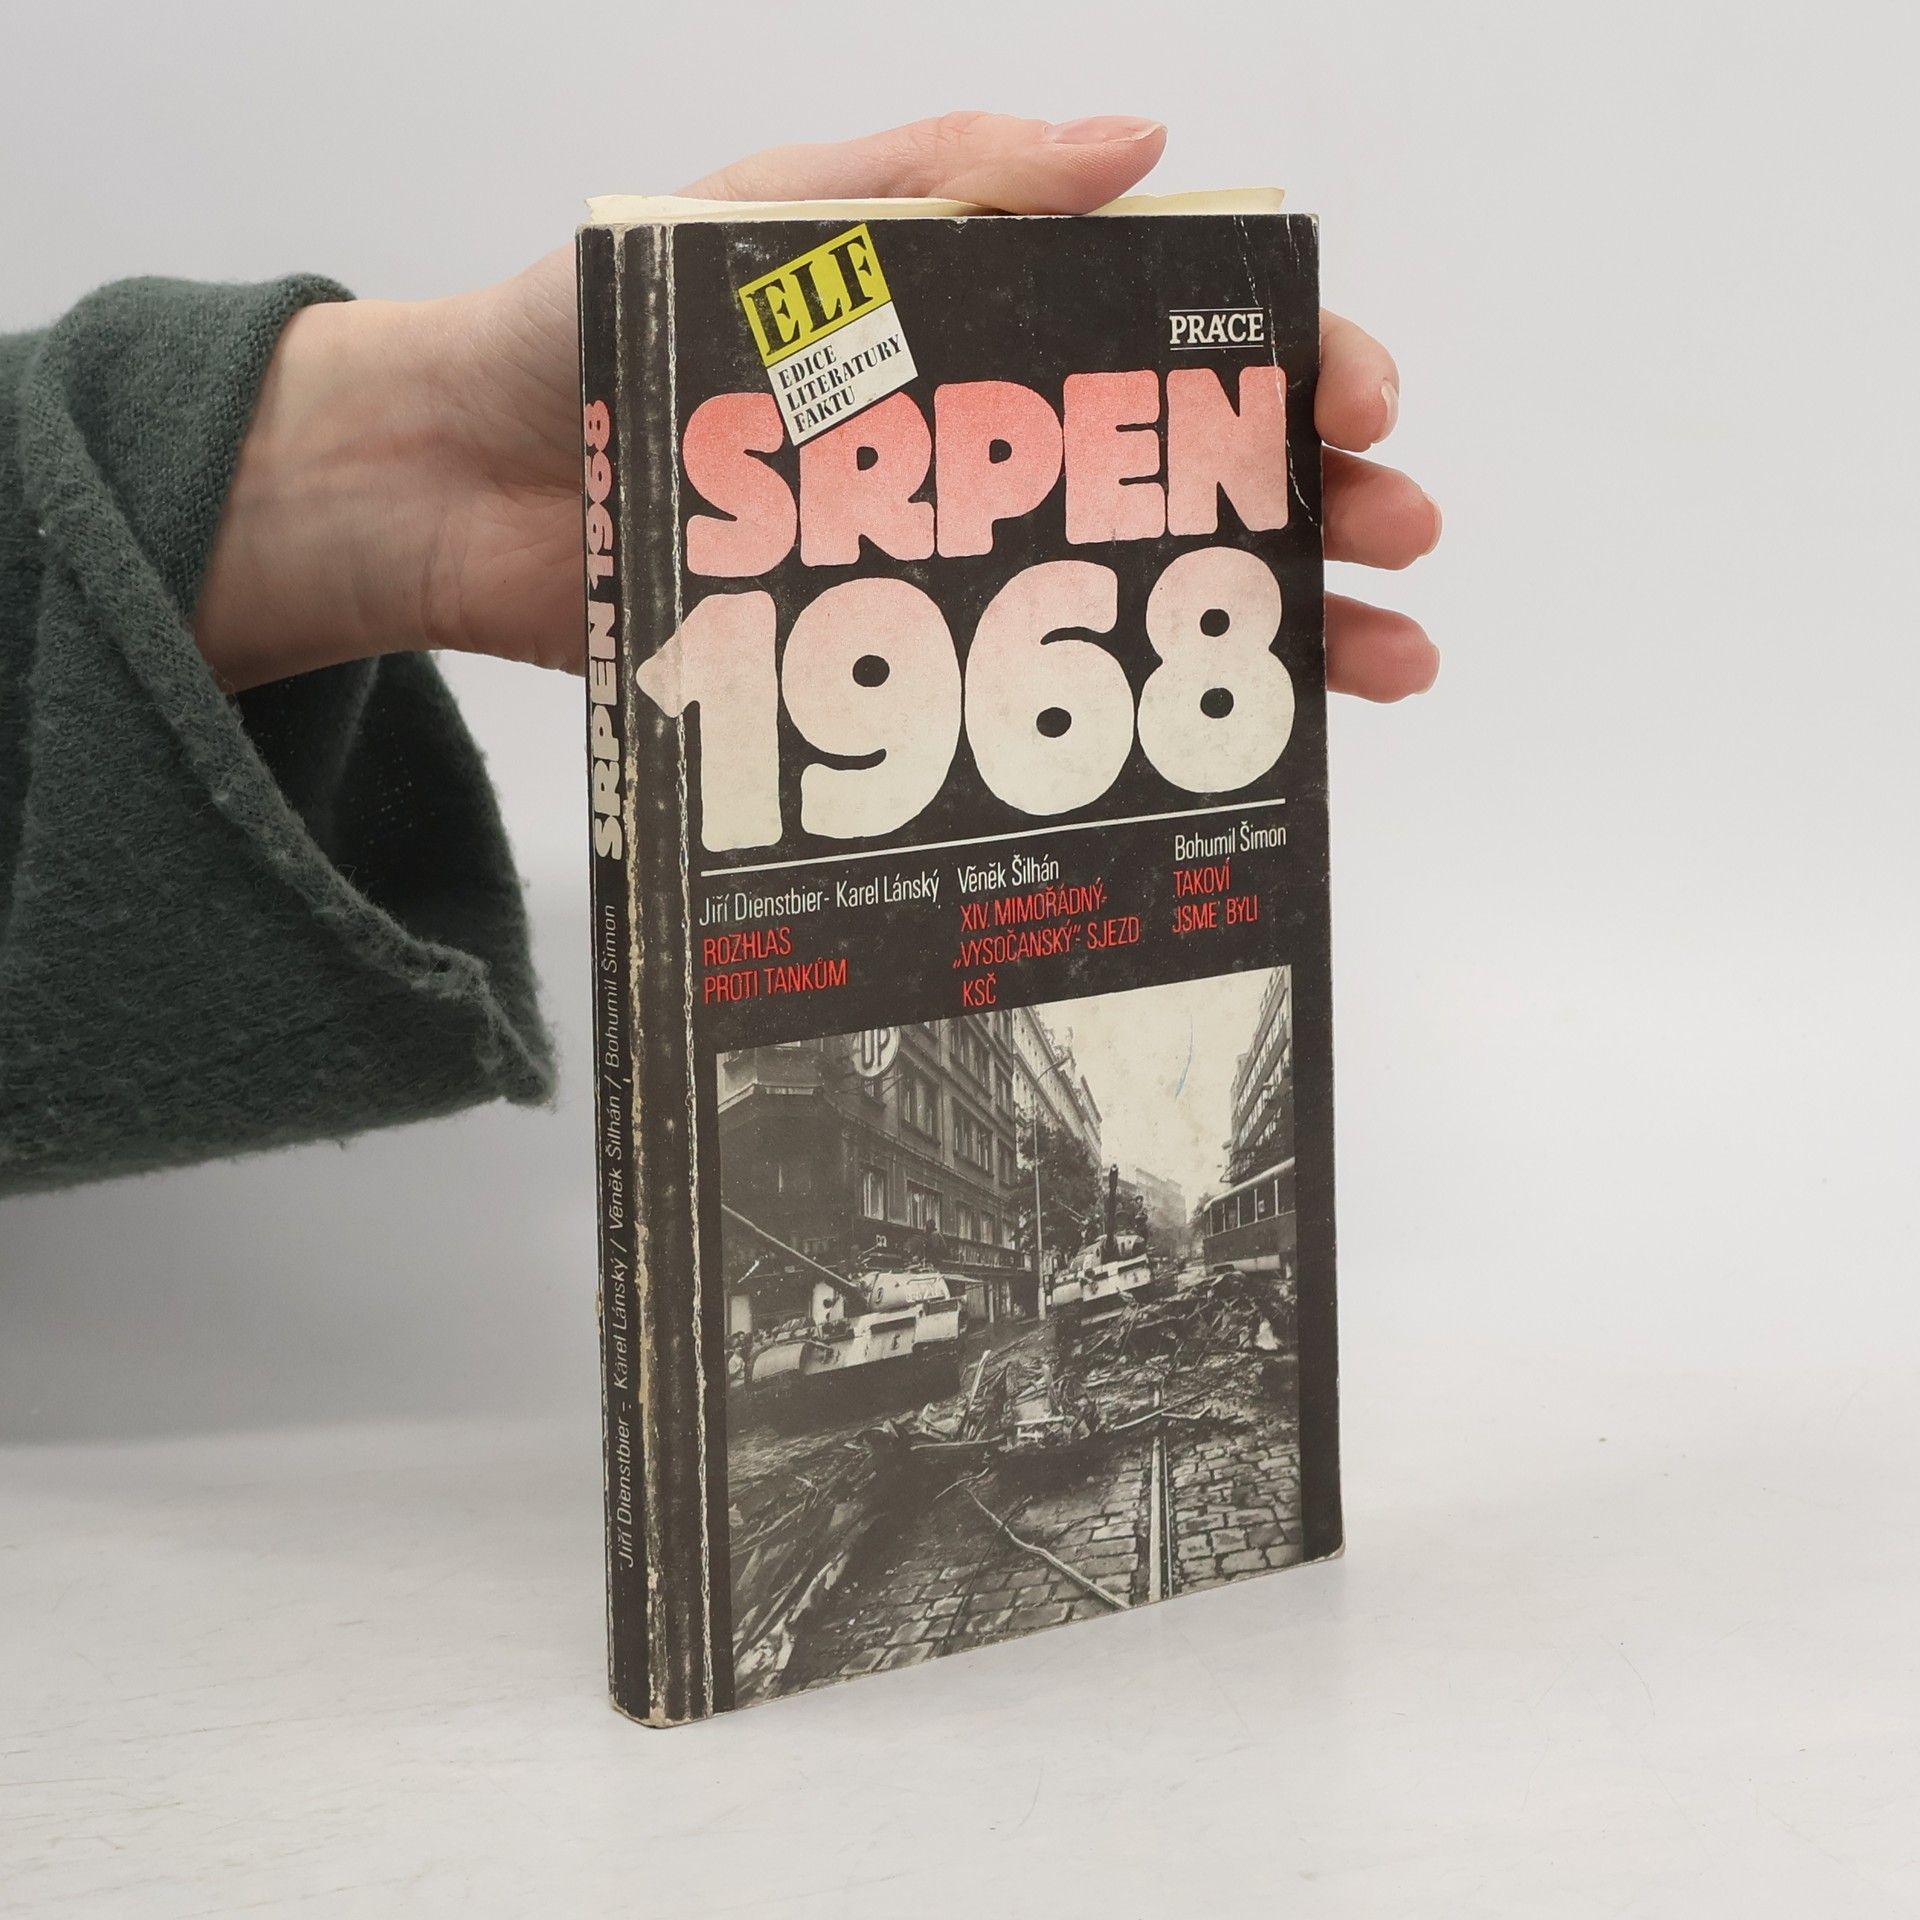 ELF
EDICE
LITERATURY
FAKTU
PRÁCE
SRPEN
1968
Jiří Dienstbier- Karel Lánský
ROZHLAS
PROTI TANKŮM
Věněk Šilhán
XIV. MIMOŘÁDNÝ-
„VYSOČANSKÝ“- SJEZD
KSČ
Bohumil Šimon
TAKOVÍ
JSME BYLI
UP
Jiří Dienstbier - Karel Lánský / Věněk Šilhán / Bohumil Šimon
SRPEN 1968